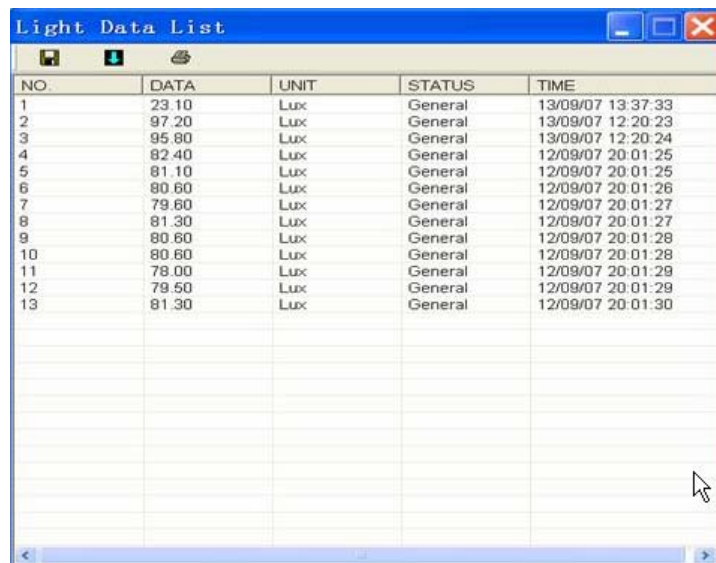 Light Data List
NO. DATA UNIT STATUS TIME
1 23.10 Lux General 13/09/07 13:37:33
2 97.20 Lux General 13/09/07 12:20:23
3 95.80 Lux General 13/09/07 12:20:24
4 82.40 Lux General 12/09/07 20:01:25
5 81.10 Lux General 12/09/07 20:01:25
6 80.60 Lux General 12/09/07 20:01:26
7 79.60 Lux General 12/09/07 20:01:27
8 81.30 Lux General 12/09/07 20:01:27
9 80.60 Lux General 12/09/07 20:01:28
10 80.60 Lux General 12/09/07 20:01:28
11 78.00 Lux General 12/09/07 20:01:29
12 79.50 Lux General 12/09/07 20:01:29
13 81.30 Lux General 12/09/07 20:01:30